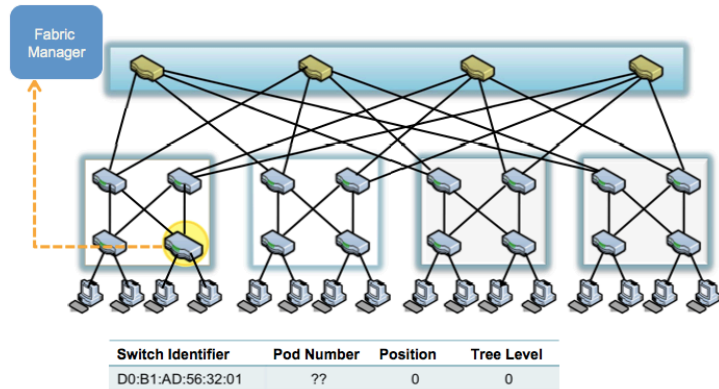 Fabric
Manager
Switch Identifier Pod Number Position Tree Level
D0:B1:AD:56:32:01 ?? 0 0